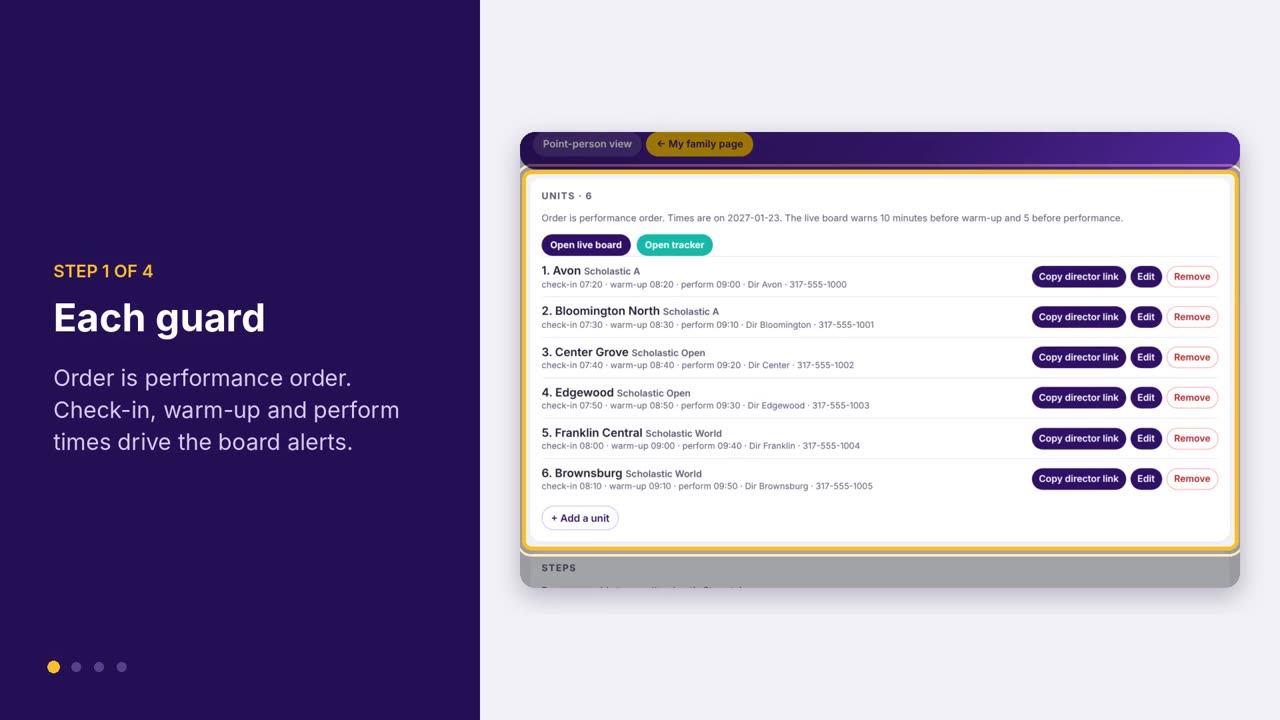 STEP 1 OF 4
Each guard
Order is performance order.
Check-in, warm-up and perform
times drive the board alerts.
Point-person view
← My family page
UNITS · 6
Order is performance order. Times are on 2027-01-23. The live board warns 10 minutes before warm-up and 5 before performance.
Open live board
Open tracker
1. Avon Scholastic A
check-in 07:20 · warm-up 08:20 · perform 09:00 · Dir Avon · 317-555-1000
Copy director link
Edit
Remove
2. Bloomington North Scholastic A
check-in 07:30 · warm-up 08:30 · perform 09:10 · Dir Bloomington · 317-555-1001
Copy director link
Edit
Remove
3. Center Grove Scholastic Open
check-in 07:40 · warm-up 08:40 · perform 09:20 · Dir Center · 317-555-1002
Copy director link
Edit
Remove
4. Edgewood Scholastic Open
check-in 07:50 · warm-up 08:50 · perform 09:30 · Dir Edgewood · 317-555-1003
Copy director link
Edit
Remove
5. Franklin Central Scholastic World
check-in 08:00 · warm-up 09:00 · perform 09:40 · Dir Franklin · 317-555-1004
Copy director link
Edit
Remove
6. Brownsburg Scholastic World
check-in 08:10 · warm-up 09:10 · perform 09:50 · Dir Brownsburg · 317-555-1005
Copy director link
Edit
Remove
+ Add a unit
STEPS